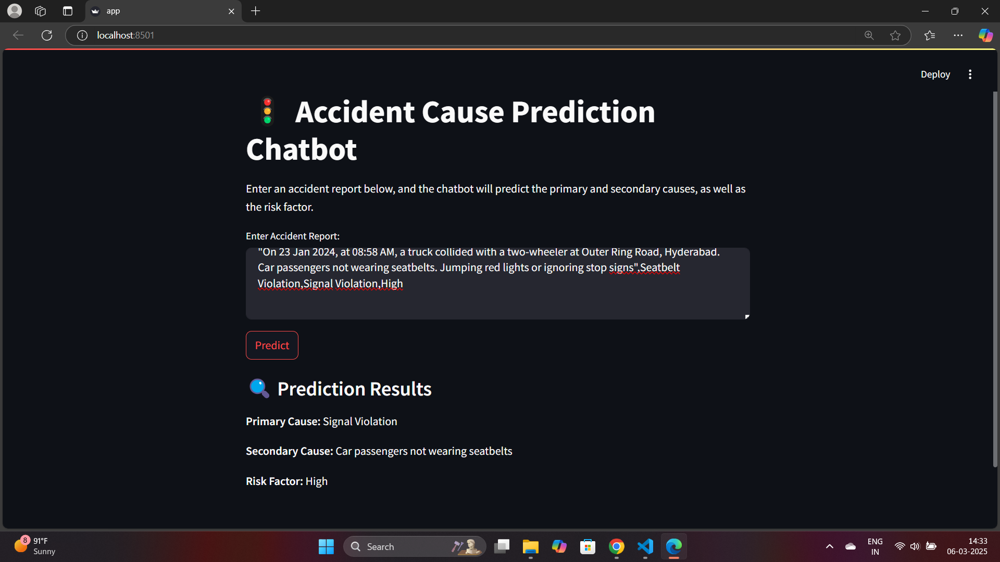 app
localhost:8501
Deploy
Accident Cause Prediction
Chatbot
Enter an accident report below, and the chatbot will predict the primary and secondary causes, as well as
the risk factor.
Enter Accident Report:
"On 23 Jan 2024, at 08:58 AM, a truck collided with a two-wheeler at Outer Ring Road, Hyderabad.
Car passengers not wearing seatbelts. Jumping red lights or ignoring stop signs",Seatbelt
Violation,Signal Violation,High
Predict
Prediction Results
Primary Cause: Signal Violation
Secondary Cause: Car passengers not wearing seatbelts
Risk Factor: High
8
91°F
Sunny
Search
ENG
IN
14:33
06-03-2025